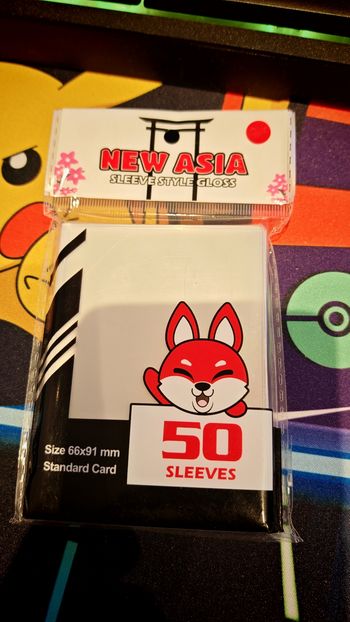 NEW ASIA
SLEEVE STYLE GLOSS
50
SLEEVES
Size 66x91 mm
Standard Card